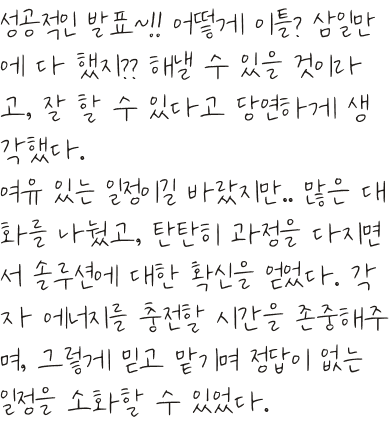 성공적인 발표~!! 어떻게 이틀? 삼일만
에 다 했지?? 해낼 수 있을 것이라
고, 잘 할 수 있다고 당연하게 생
각했다.
여유 있는 일정이길 바랐지만.. 많은 대
화를 나눴고, 탄탄히 과정을 다지면
서 솔루션에 대한 확신을 얻었다. 각
자 에너지를 충전할 시간을 존중해주
며, 그렇게 믿고 맡기며 정답이 없는
일정을 소화할 수 있었다.